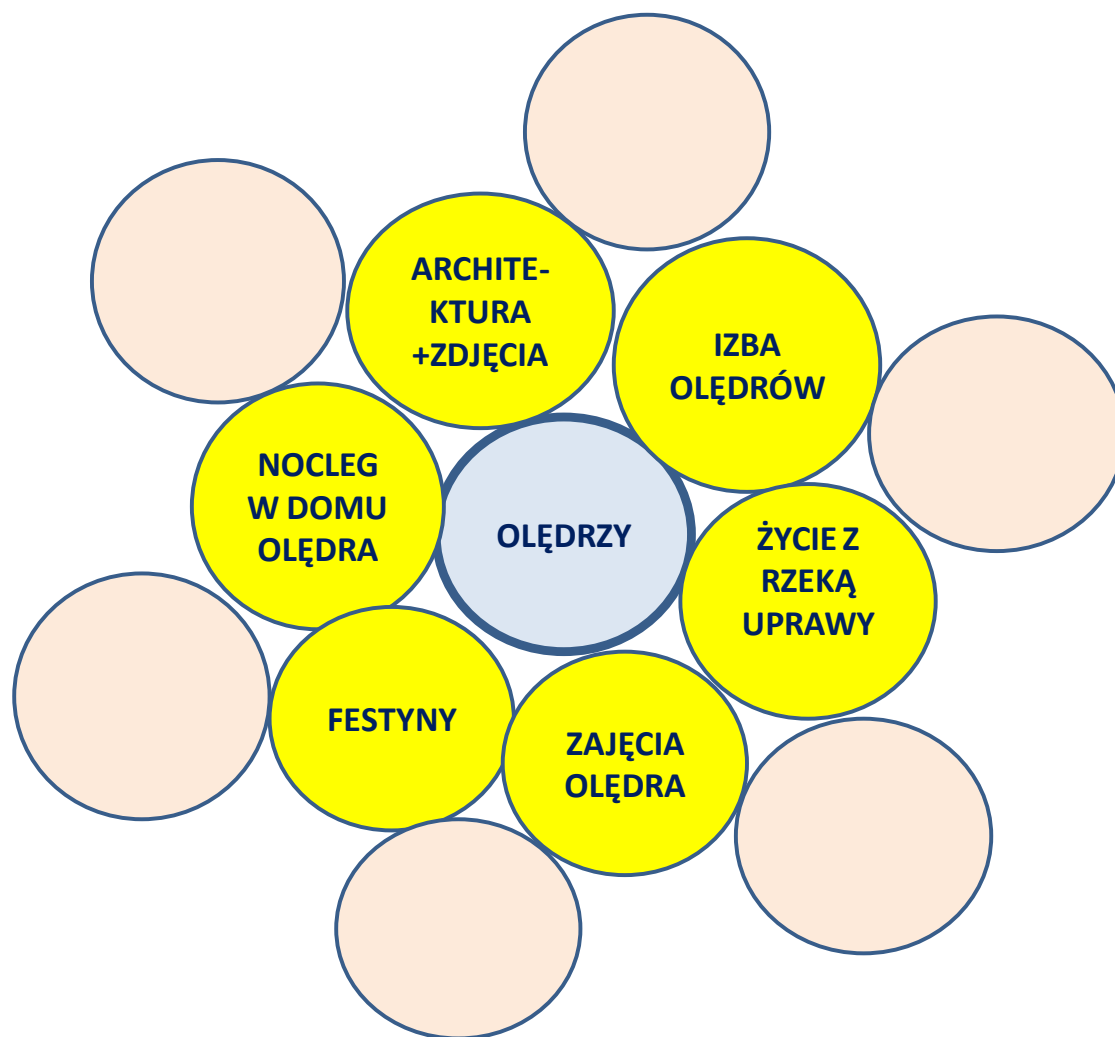 ARCHITE-
KTURA
+ZDJĘCIA
IZBA
OLĘDRÓW
NOCLEG
W DOMU
OLĘDRA
OLĘDRZY
ŻYCIE Z
RZEKĄ
UPRAWY
FESTYNY
ZAJĘCIA
OLĘDRA